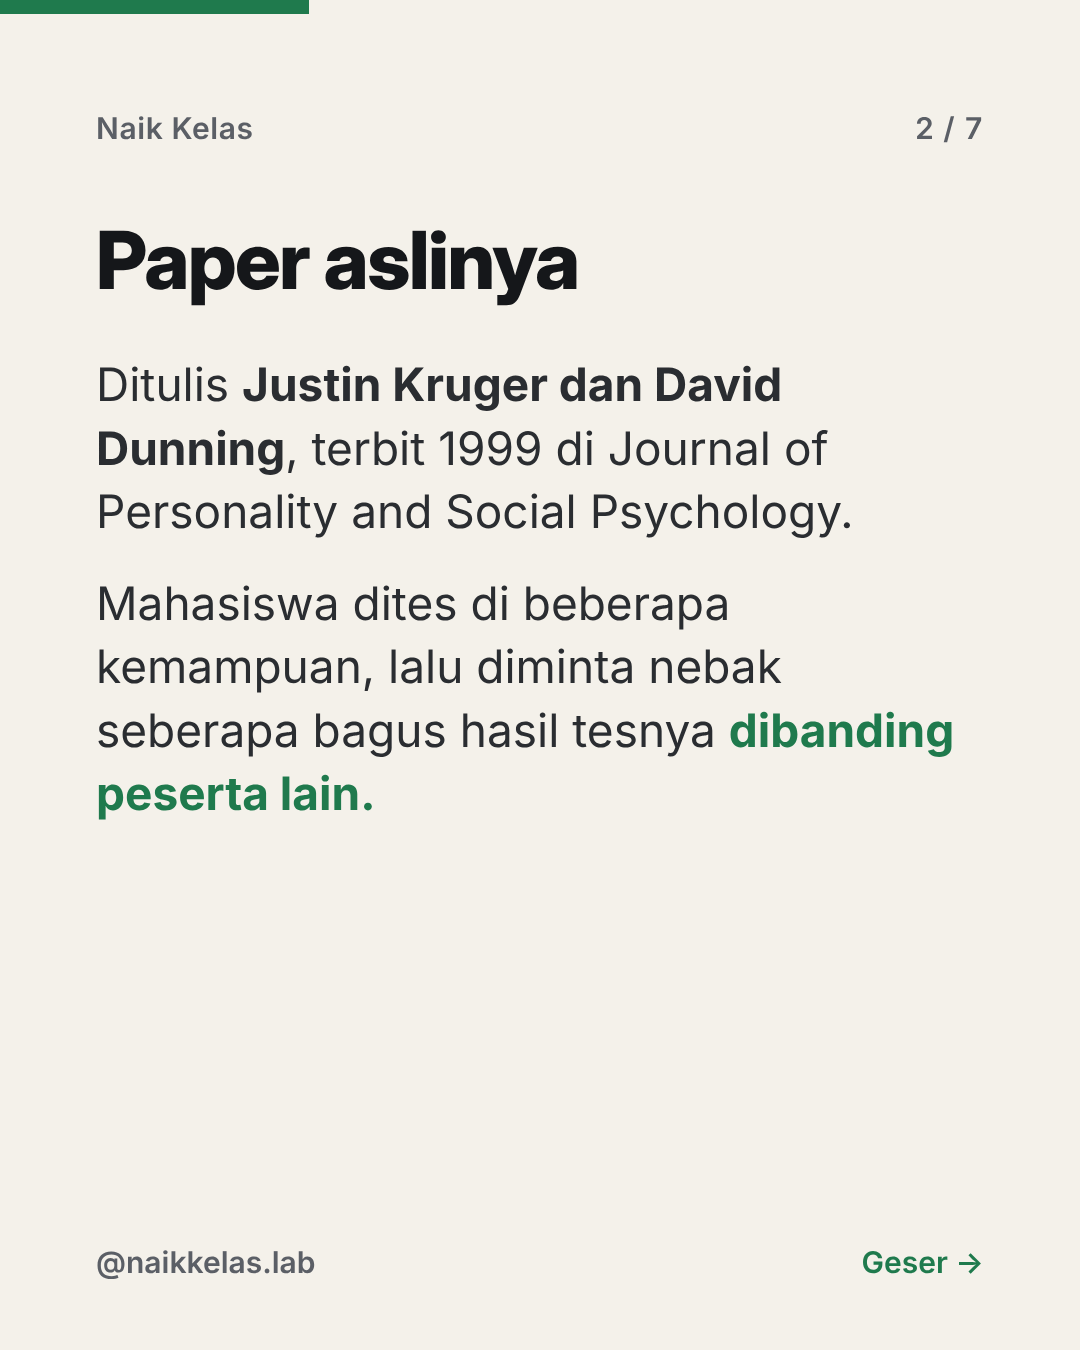 Naik Kelas
2 / 7
Paper aslinya
Ditulis Justin Kruger dan David
Dunning, terbit 1999 di Journal of
Personality and Social Psychology.
Mahasiswa dites di beberapa
kemampuan, lalu diminta nebak
seberapa bagus hasil tesnya dibanding
peserta lain.
@naikkelas.lab
Geser →